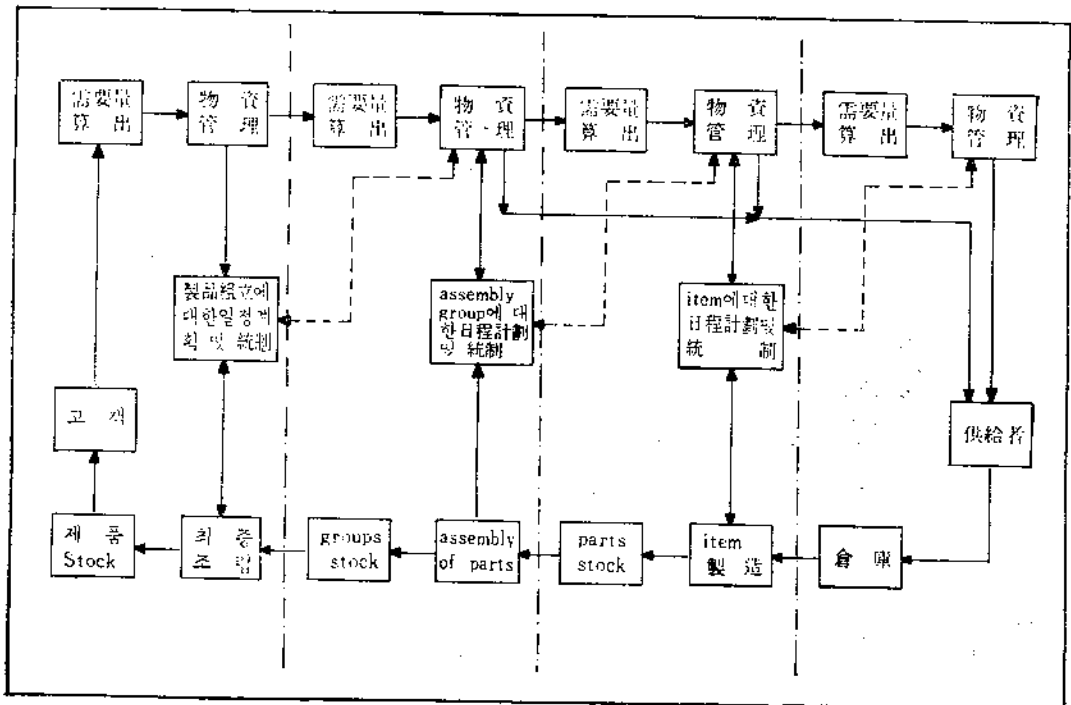 需要量
算出
物資
管理
需要量
算出
物資
管·理
需要量
算出
物資
管理
需要量
算出
物資
管理
製品組立에
대한일정계
획 및 統制
assembly
group에 대
한日程計劃
및 統制
item에대한
日程計劃및
統制
고객
供給者
제품
Stock
최종
조립
groups
stock
assembly
of parts
parts
stock
item
製造
倉庫